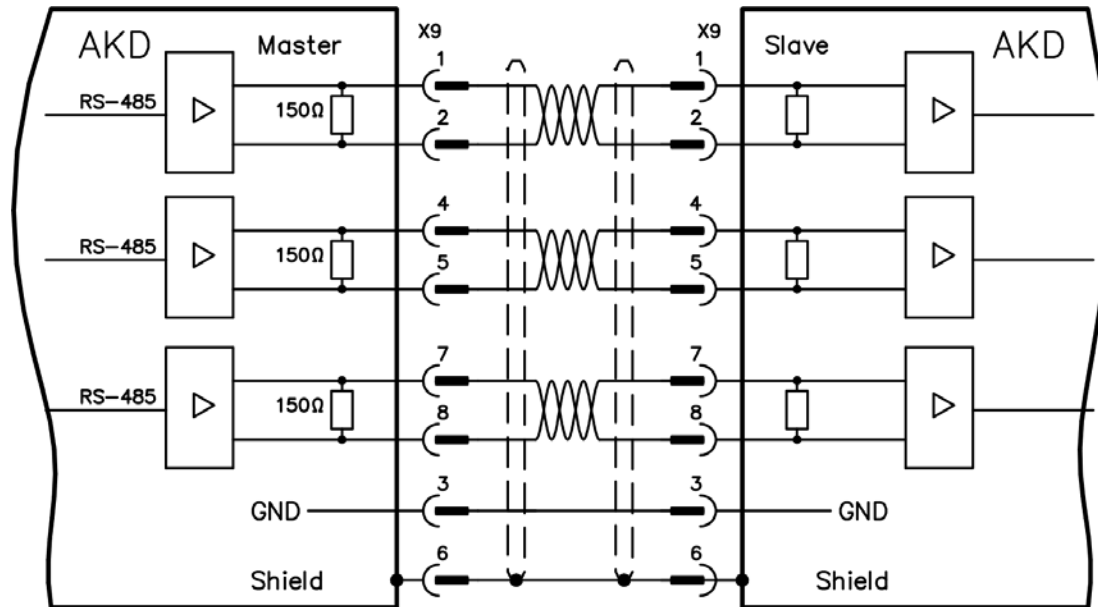 AKD Master X9 X9 Slave AKD
1 1
RS-485 150Ω
2 2
4 4
RS-485 150Ω
5 5
7 7
RS-485 150Ω
8 8
3 3
GND GND
6 6
Shield Shield